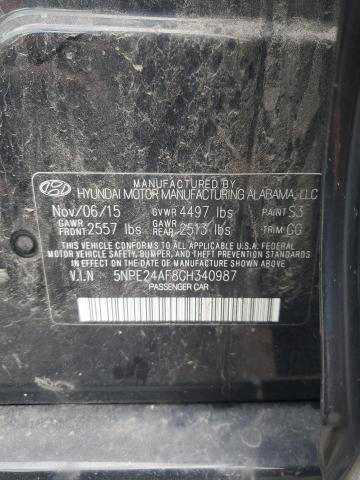 MANUFACTURED BY
HYUNDAI MOTOR MANUFACTURING ALABAMA, LLC
Nov/06/15 GVWR 4497 lbs PAINT S3
GAWR FRONT 2557 lbs GAWR REAR 2513 lbs TRIM GG
THIS VEHICLE CONFORMS TO ALL APPLICABLE U.S. FEDERAL
MOTOR VEHICLE SAFETY, BUMPER, AND THEFT PREVENTION
STANDARDS IN EFFECT ON THE DATE OF MANUFACTURE SHOWN ABOVE.
V.I.N 5NPE24AF8GH340987
PASSENGER CAR